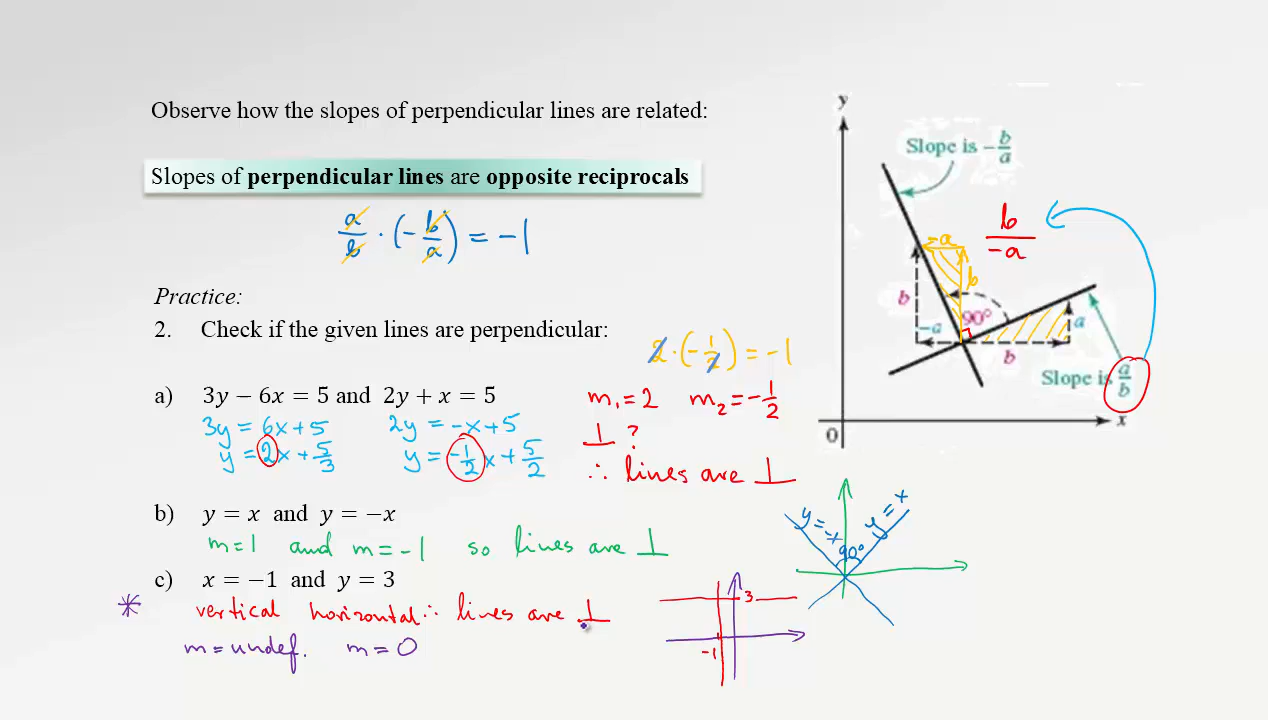 Observe how the slopes of perpendicular lines are related:
Slopes of perpendicular lines are opposite reciprocals
a/b · (-b/a) = -1
Practice:
2. Check if the given lines are perpendicular:
2 · (-1/2) = -1
a) 3y − 6x = 5 and 2y + x = 5
3y = 6x + 5 2y = -x + 5
y = 2x + 5/3 y = -1/2 x + 5/2
m₁ = 2 m₂ = -1/2
⊥ ?
∴ lines are ⊥
b) y = x and y = −x
m = 1 and m = -1 so lines are ⊥
c) x = −1 and y = 3
* vertical horizontal ∴ lines are ⊥
m = undef. m = 0
y
Slope is -b/a
b/-a
-a
b
b
90°
-a
a
b
Slope is a/b
0
x
y = -x
y = x
90°
3
-1